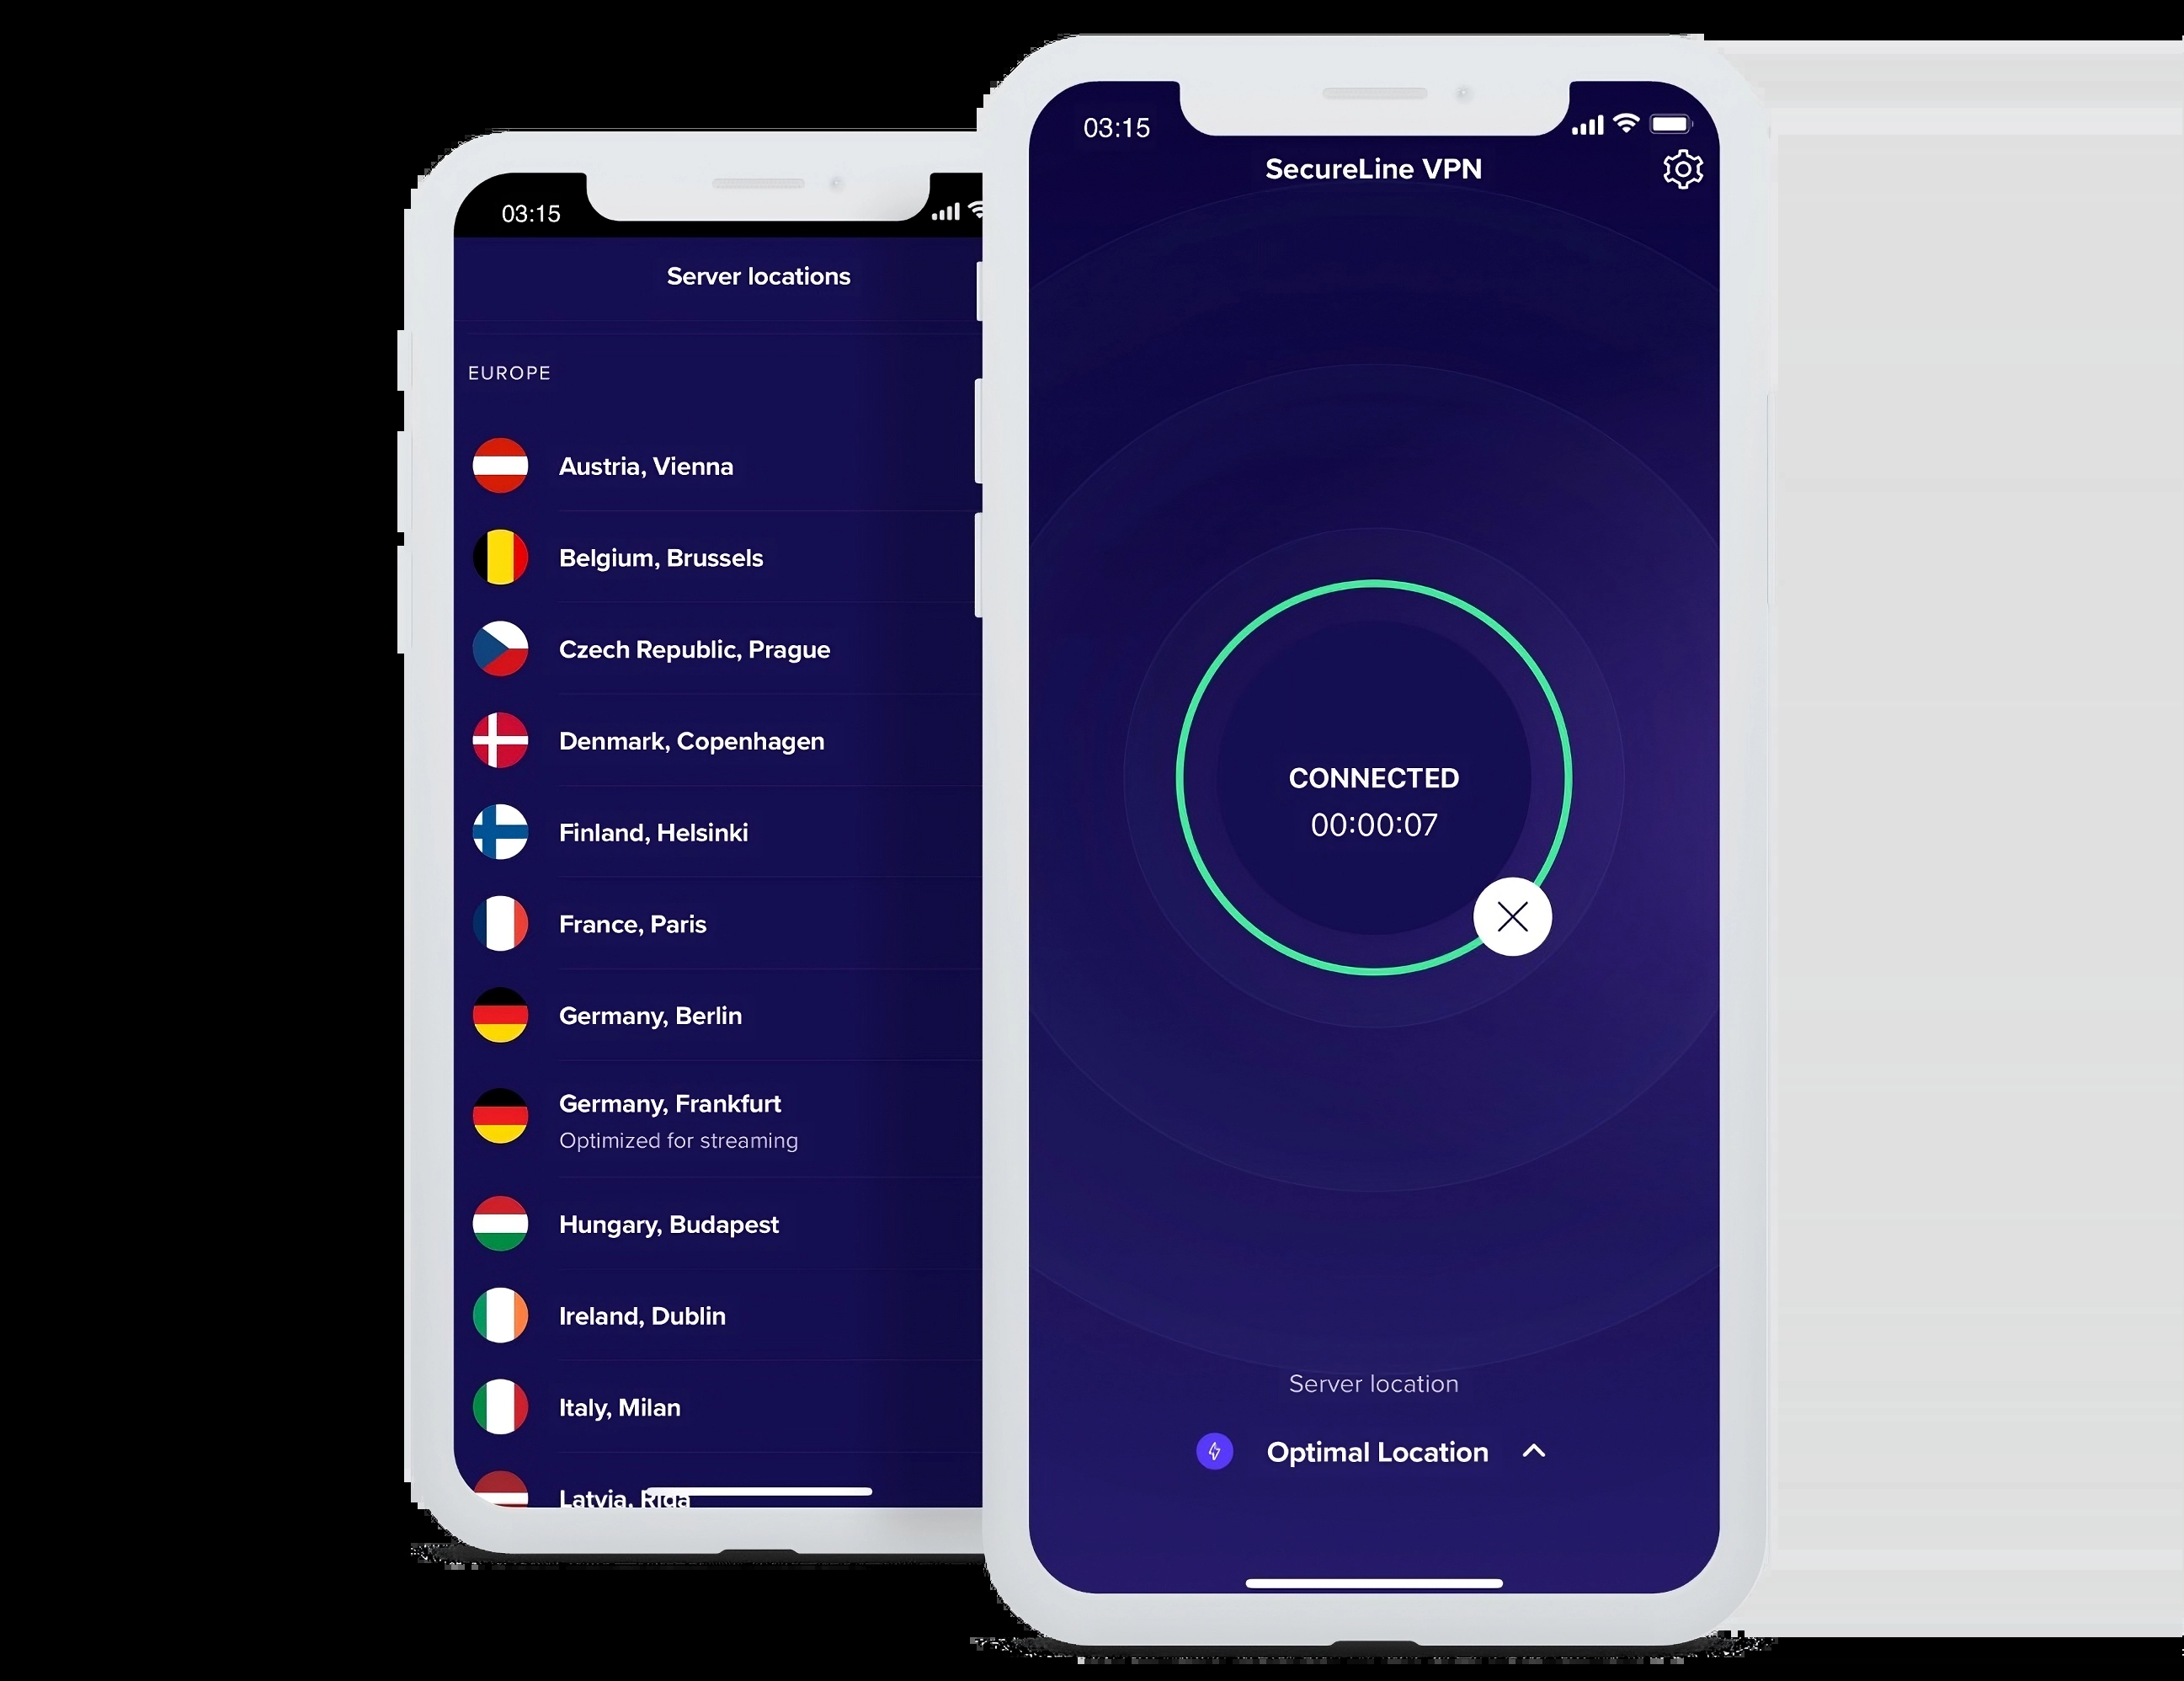 03:15
Server locations
EUROPE
Austria, Vienna
Belgium, Brussels
Czech Republic, Prague
Denmark, Copenhagen
Finland, Helsinki
France, Paris
Germany, Berlin
Germany, Frankfurt
Optimized for streaming
Hungary, Budapest
Ireland, Dublin
Italy, Milan
Latvia, Riga
03:15
SecureLine VPN
CONNECTED
00:00:07
Server location
Optimal Location